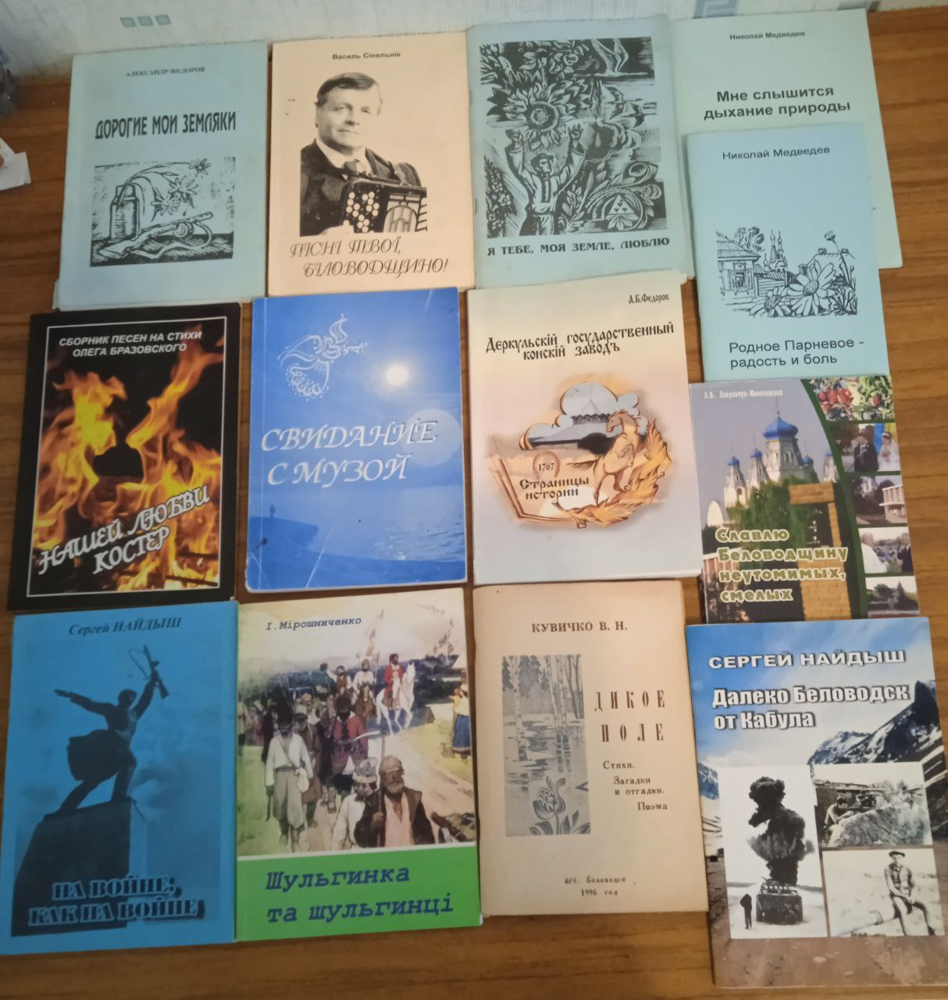 АЛЕКСАНДР ФЕДОРОВ
ДОРОГИЕ МОИ ЗЕМЛЯКИ
Василь Сінельнік
ПІСНІ ТВОЇ,
БІЛОВОДЩИНО!
Я ТЕБЕ, МОЯ ЗЕМЛЕ, ЛЮБЛЮ
Николай Медведев
Мне слышится
дыхание природы
Николай Медведев
Родное Парневое -
радость и боль
СБОРНИК ПЕСЕН НА СТИХИ
ОЛЕГА БРАЗОВСКОГО
НАШЕЙ ЛЮБВИ
КОСТЕР
СВИДАНИЕ
С МУЗОЙ
А.Б.Федоров
Деркульскій государственный
конскій заводъ
1767
Страницы
истории
Славлю
Беловодщину
неутомимых,
смелых
Сергей НАЙДЫШ
НА ВОЙНЕ,
КАК НА ВОЙНЕ
І. Мірошниченко
Шульгинка
та шульгинці
КУВИЧКО В. Н.
ДИКОЕ
ПОЛЕ
Стихи.
Загадки
и отгадки.
Поэма
пгт. Беловодск
1996 год
СЕРГЕЙ НАЙДЫШ
Далеко Беловодск
от Кабула